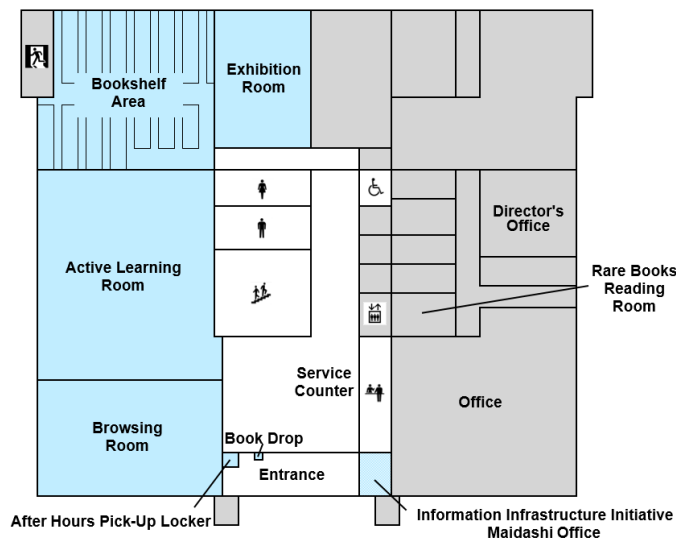 Bookshelf
Area
Exhibition
Room
Director's
Office
Active Learning
Room
Rare Books
Reading
Room
Service
Counter
Office
Browsing
Room
Book Drop
Entrance
After Hours Pick-Up Locker
Information Infrastructure Initiative
Maidashi Office